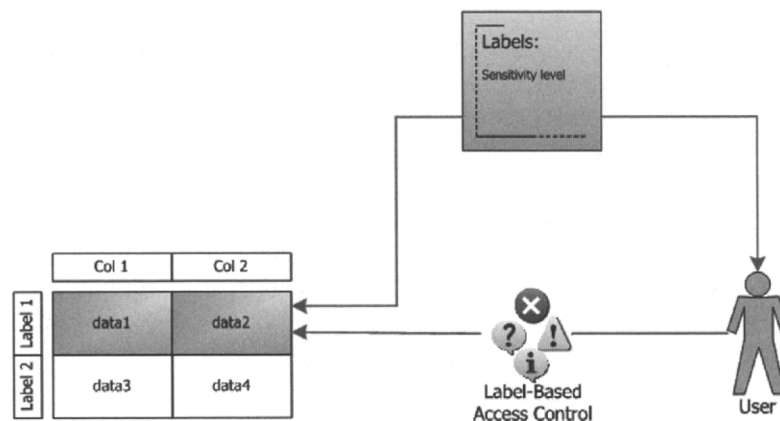 Labels:
Sensitivity level
Col 1 Col 2
Label 1
data1 data2
Label 2
data3 data4
Label-Based
Access Control
User